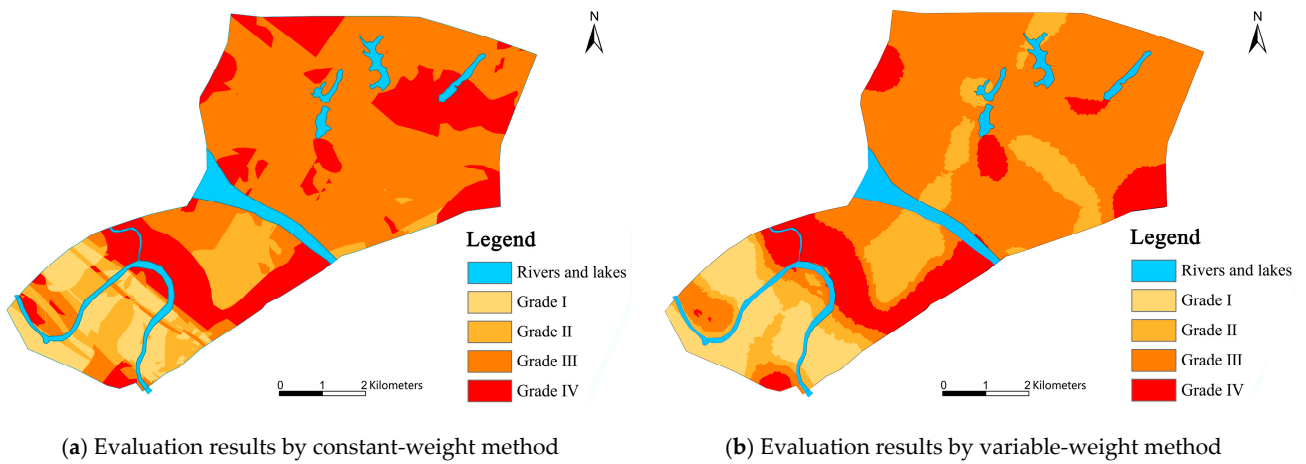 N
Legend
Rivers and lakes
Grade I
Grade II
Grade III
Grade IV
0 1 2 Kilometers
(a) Evaluation results by constant-weight method
N
Legend
Rivers and lakes
Grade I
Grade II
Grade III
Grade IV
0 1 2 Kilometers
(b) Evaluation results by variable-weight method